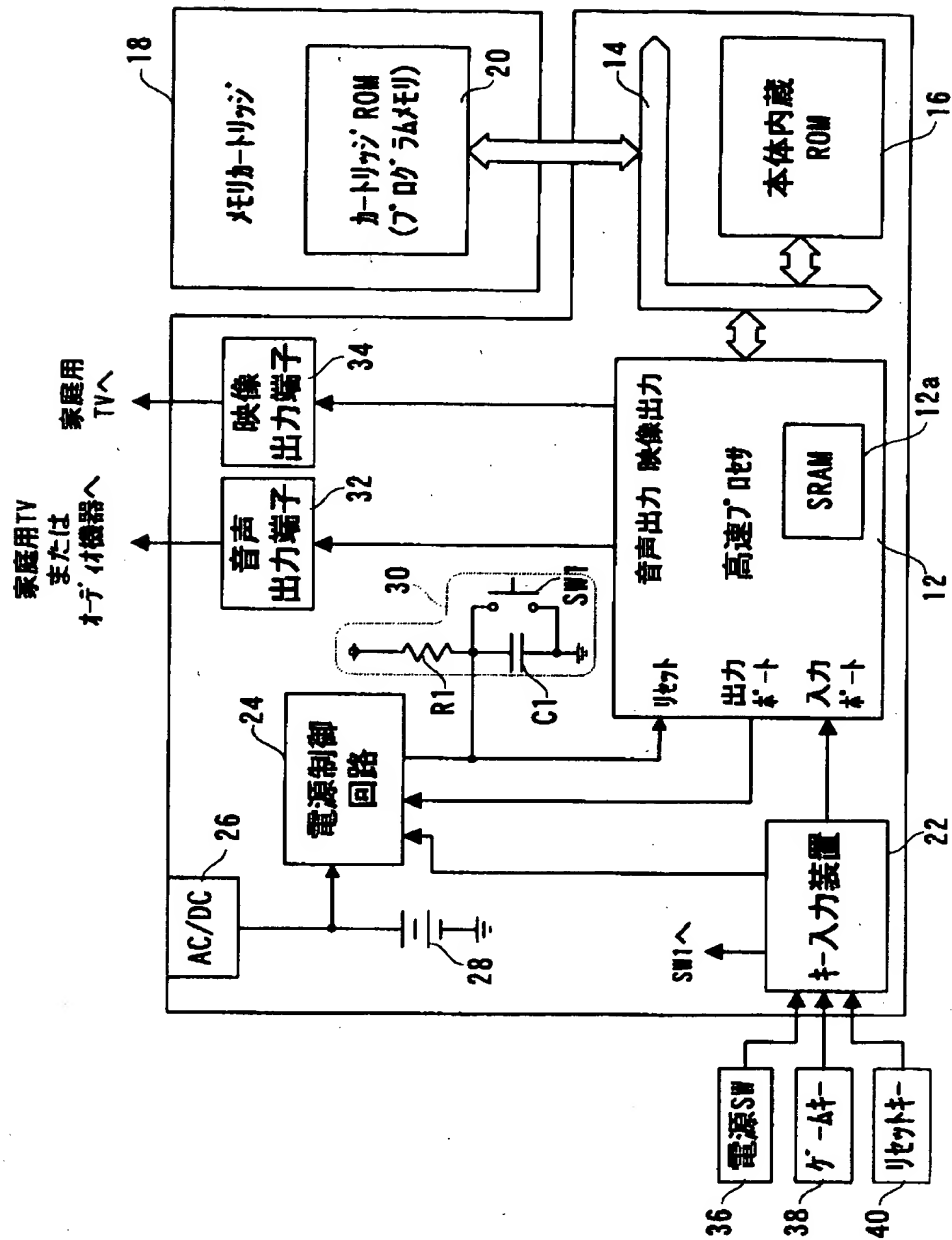 家庭用TV
または
オーディオ機器へ
家庭用
TVへ
18
メモリカートリッジ
カートリッジROM
(プログラムメモリ)
20
AC/DC
26
24
電源制御
回路
28
30
R1
C1
SW1
音声
出力端子
32
映像
出力端子
34
14
本体内蔵
ROM
16
リセット
出力
ポート
入力
ポート
音声出力 映像出力
高速プロセサ
SRAM
12a
12
SW1へ
キー入力装置
22
電源SW
36
ゲームキー
38
リセットキー
40